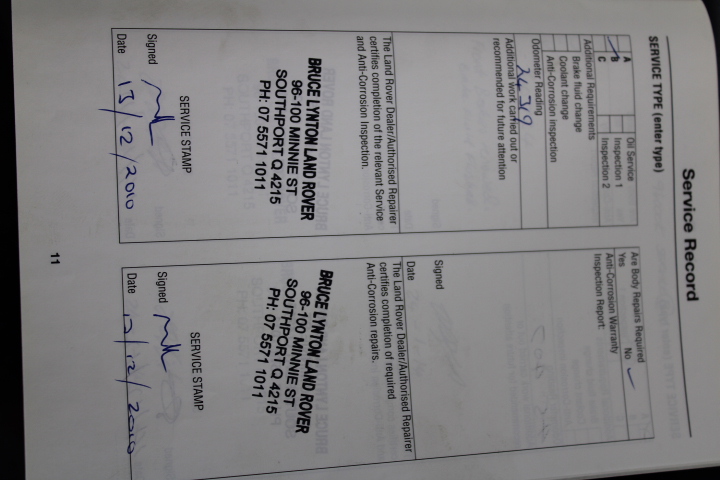 Service Record
SERVICE TYPE (enter type)
A Oil Service
B Inspection 1
C Inspection 2
Additional Requirements
Brake fluid change
Coolant change
Anti-Corrosion inspection
Odometer Reading
24 319
Additional work carried out or
recommended for future attention
The Land Rover Dealer/Authorised Repairer
certifies completion of the relevant Service
and Anti-Corrosion Inspection.
BRUCE LYNTON LAND ROVER
96-100 MINNIE ST
SOUTHPORT Q 4215
PH: 07 5571 1011
SERVICE STAMP
Signed
Date 13/12/2010
Are Body Repairs Required
Yes No ✓
Anti-Corrosion Warranty
Inspection Report:
Signed
Date
The Land Rover Dealer/Authorised Repairer
certifies completion of required
Anti-Corrosion repairs.
BRUCE LYNTON LAND ROVER
96-100 MINNIE ST
SOUTHPORT Q 4215
PH: 07 5571 1011
SERVICE STAMP
Signed
Date 13/12/2010
11